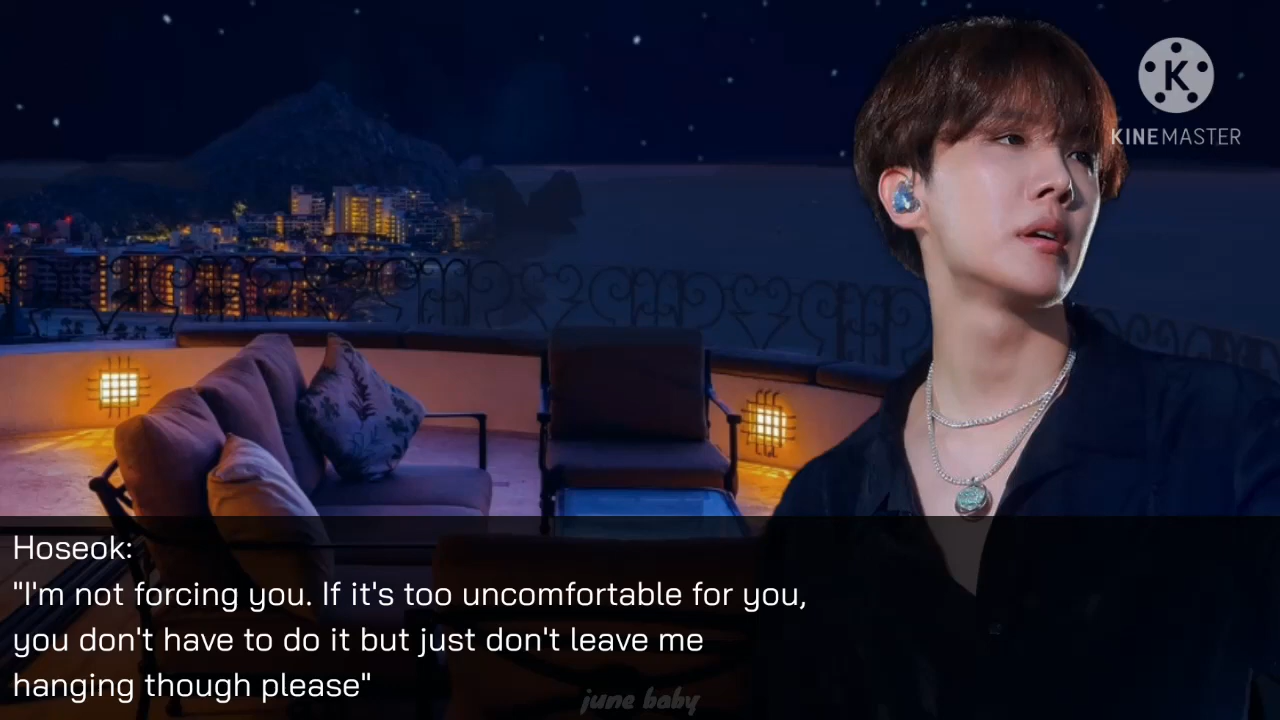 KINEMASTER
Hoseok:
"I'm not forcing you. If it's too uncomfortable for you,
you don't have to do it but just don't leave me
hanging though please"
june baby